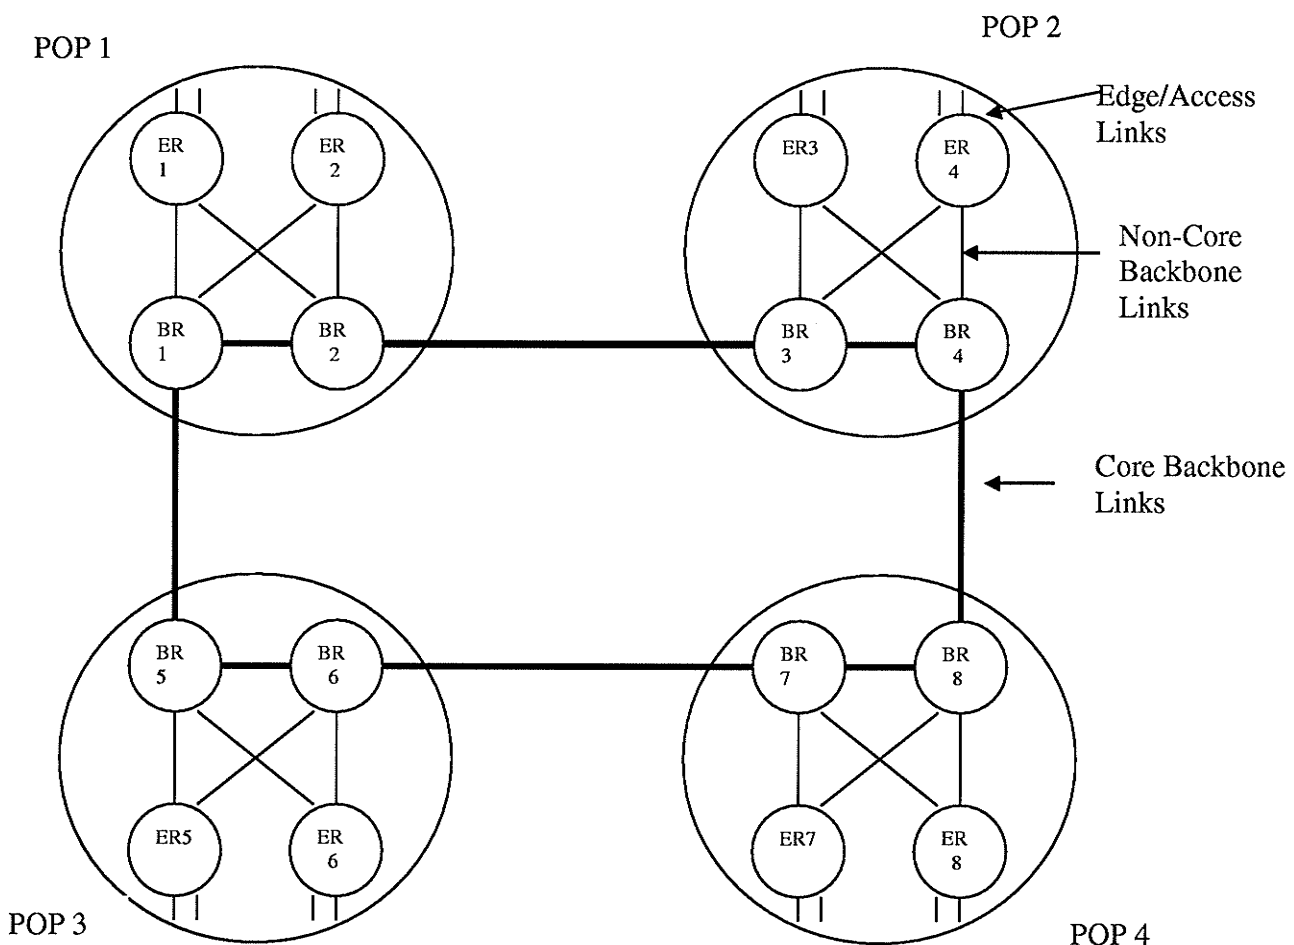 POP 1
POP 2
ER
1
ER
2
ER3
ER
4
Edge/Access
Links
Non-Core
Backbone
Links
BR
1
BR
2
BR
3
BR
4
Core Backbone
Links
BR
5
BR
6
BR
7
BR
8
ER5
ER
6
ER7
ER
8
POP 3
POP 4